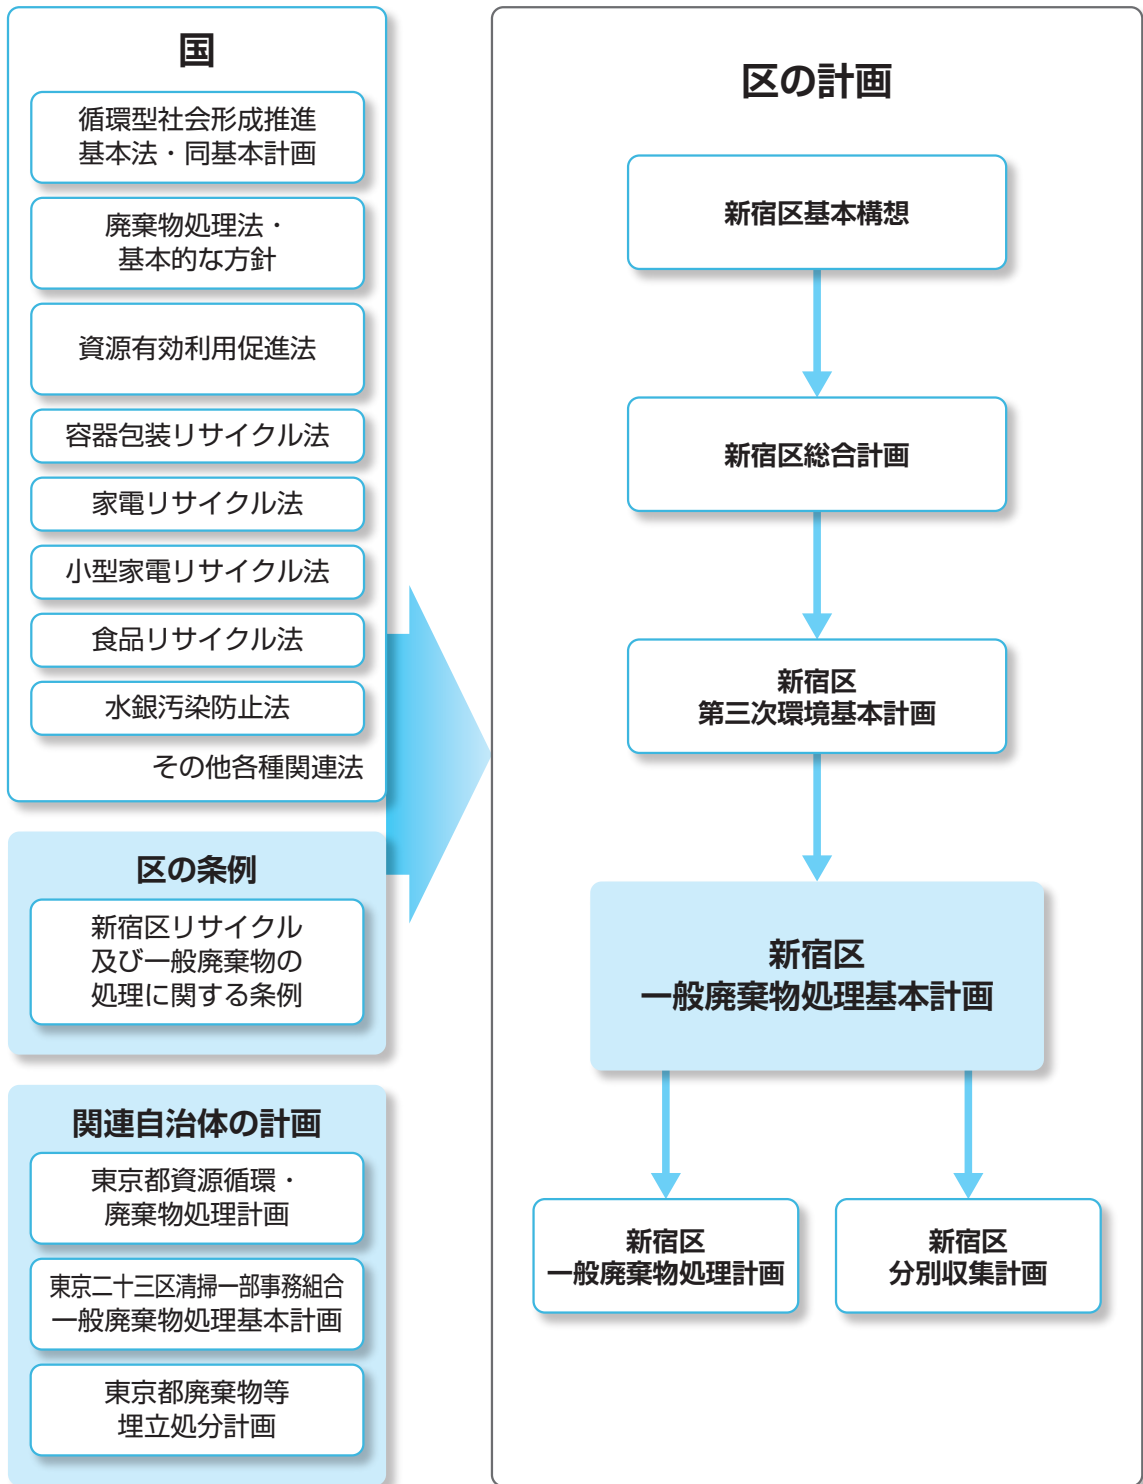 国
循環型社会形成推進
基本法・同基本計画
廃棄物処理法・
基本的な方針
資源有効利用促進法
容器包装リサイクル法
家電リサイクル法
小型家電リサイクル法
食品リサイクル法
水銀汚染防止法
その他各種関連法
区の条例
新宿区リサイクル
及び一般廃棄物の
処理に関する条例
関連自治体の計画
東京都資源循環・
廃棄物処理計画
東京二十三区清掃一部事務組合
一般廃棄物処理基本計画
東京都廃棄物等
埋立処分計画
区の計画
新宿区基本構想
新宿区総合計画
新宿区
第三次環境基本計画
新宿区
一般廃棄物処理基本計画
新宿区
一般廃棄物処理計画
新宿区
分別収集計画